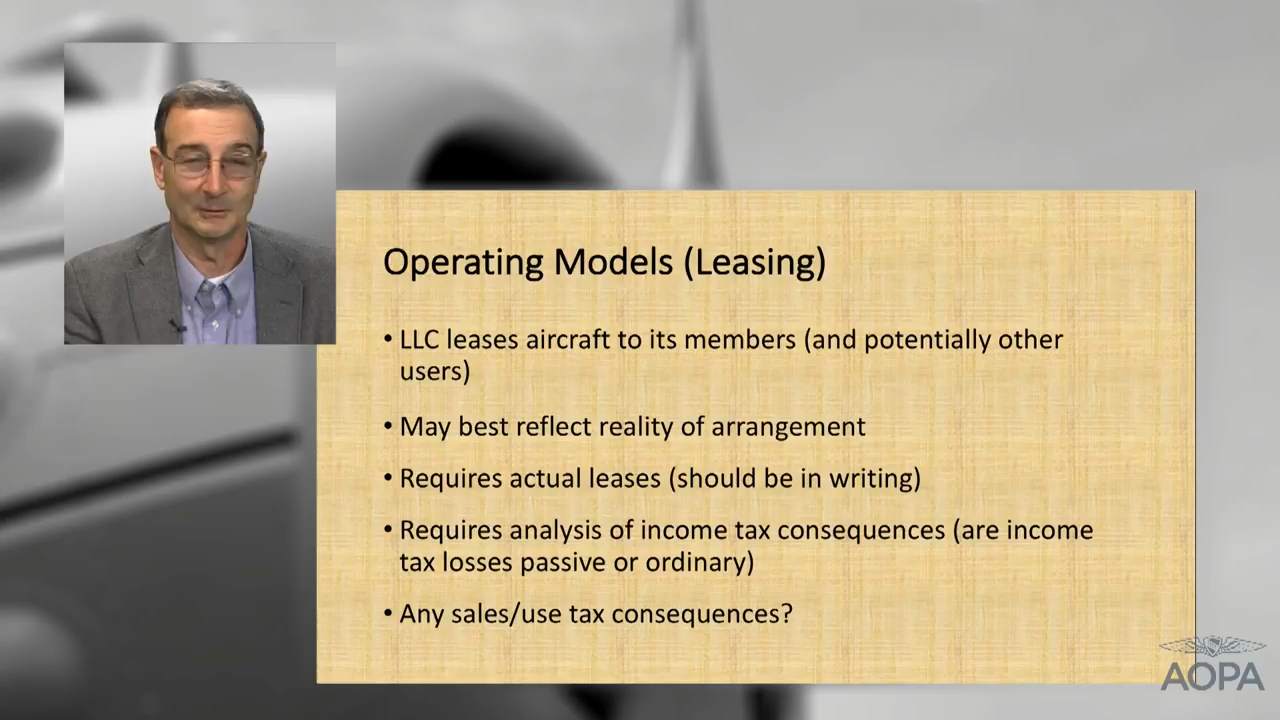 Operating Models (Leasing)
• LLC leases aircraft to its members (and potentially other
users)
• May best reflect reality of arrangement
• Requires actual leases (should be in writing)
• Requires analysis of income tax consequences (are income
tax losses passive or ordinary)
• Any sales/use tax consequences?
AOPA